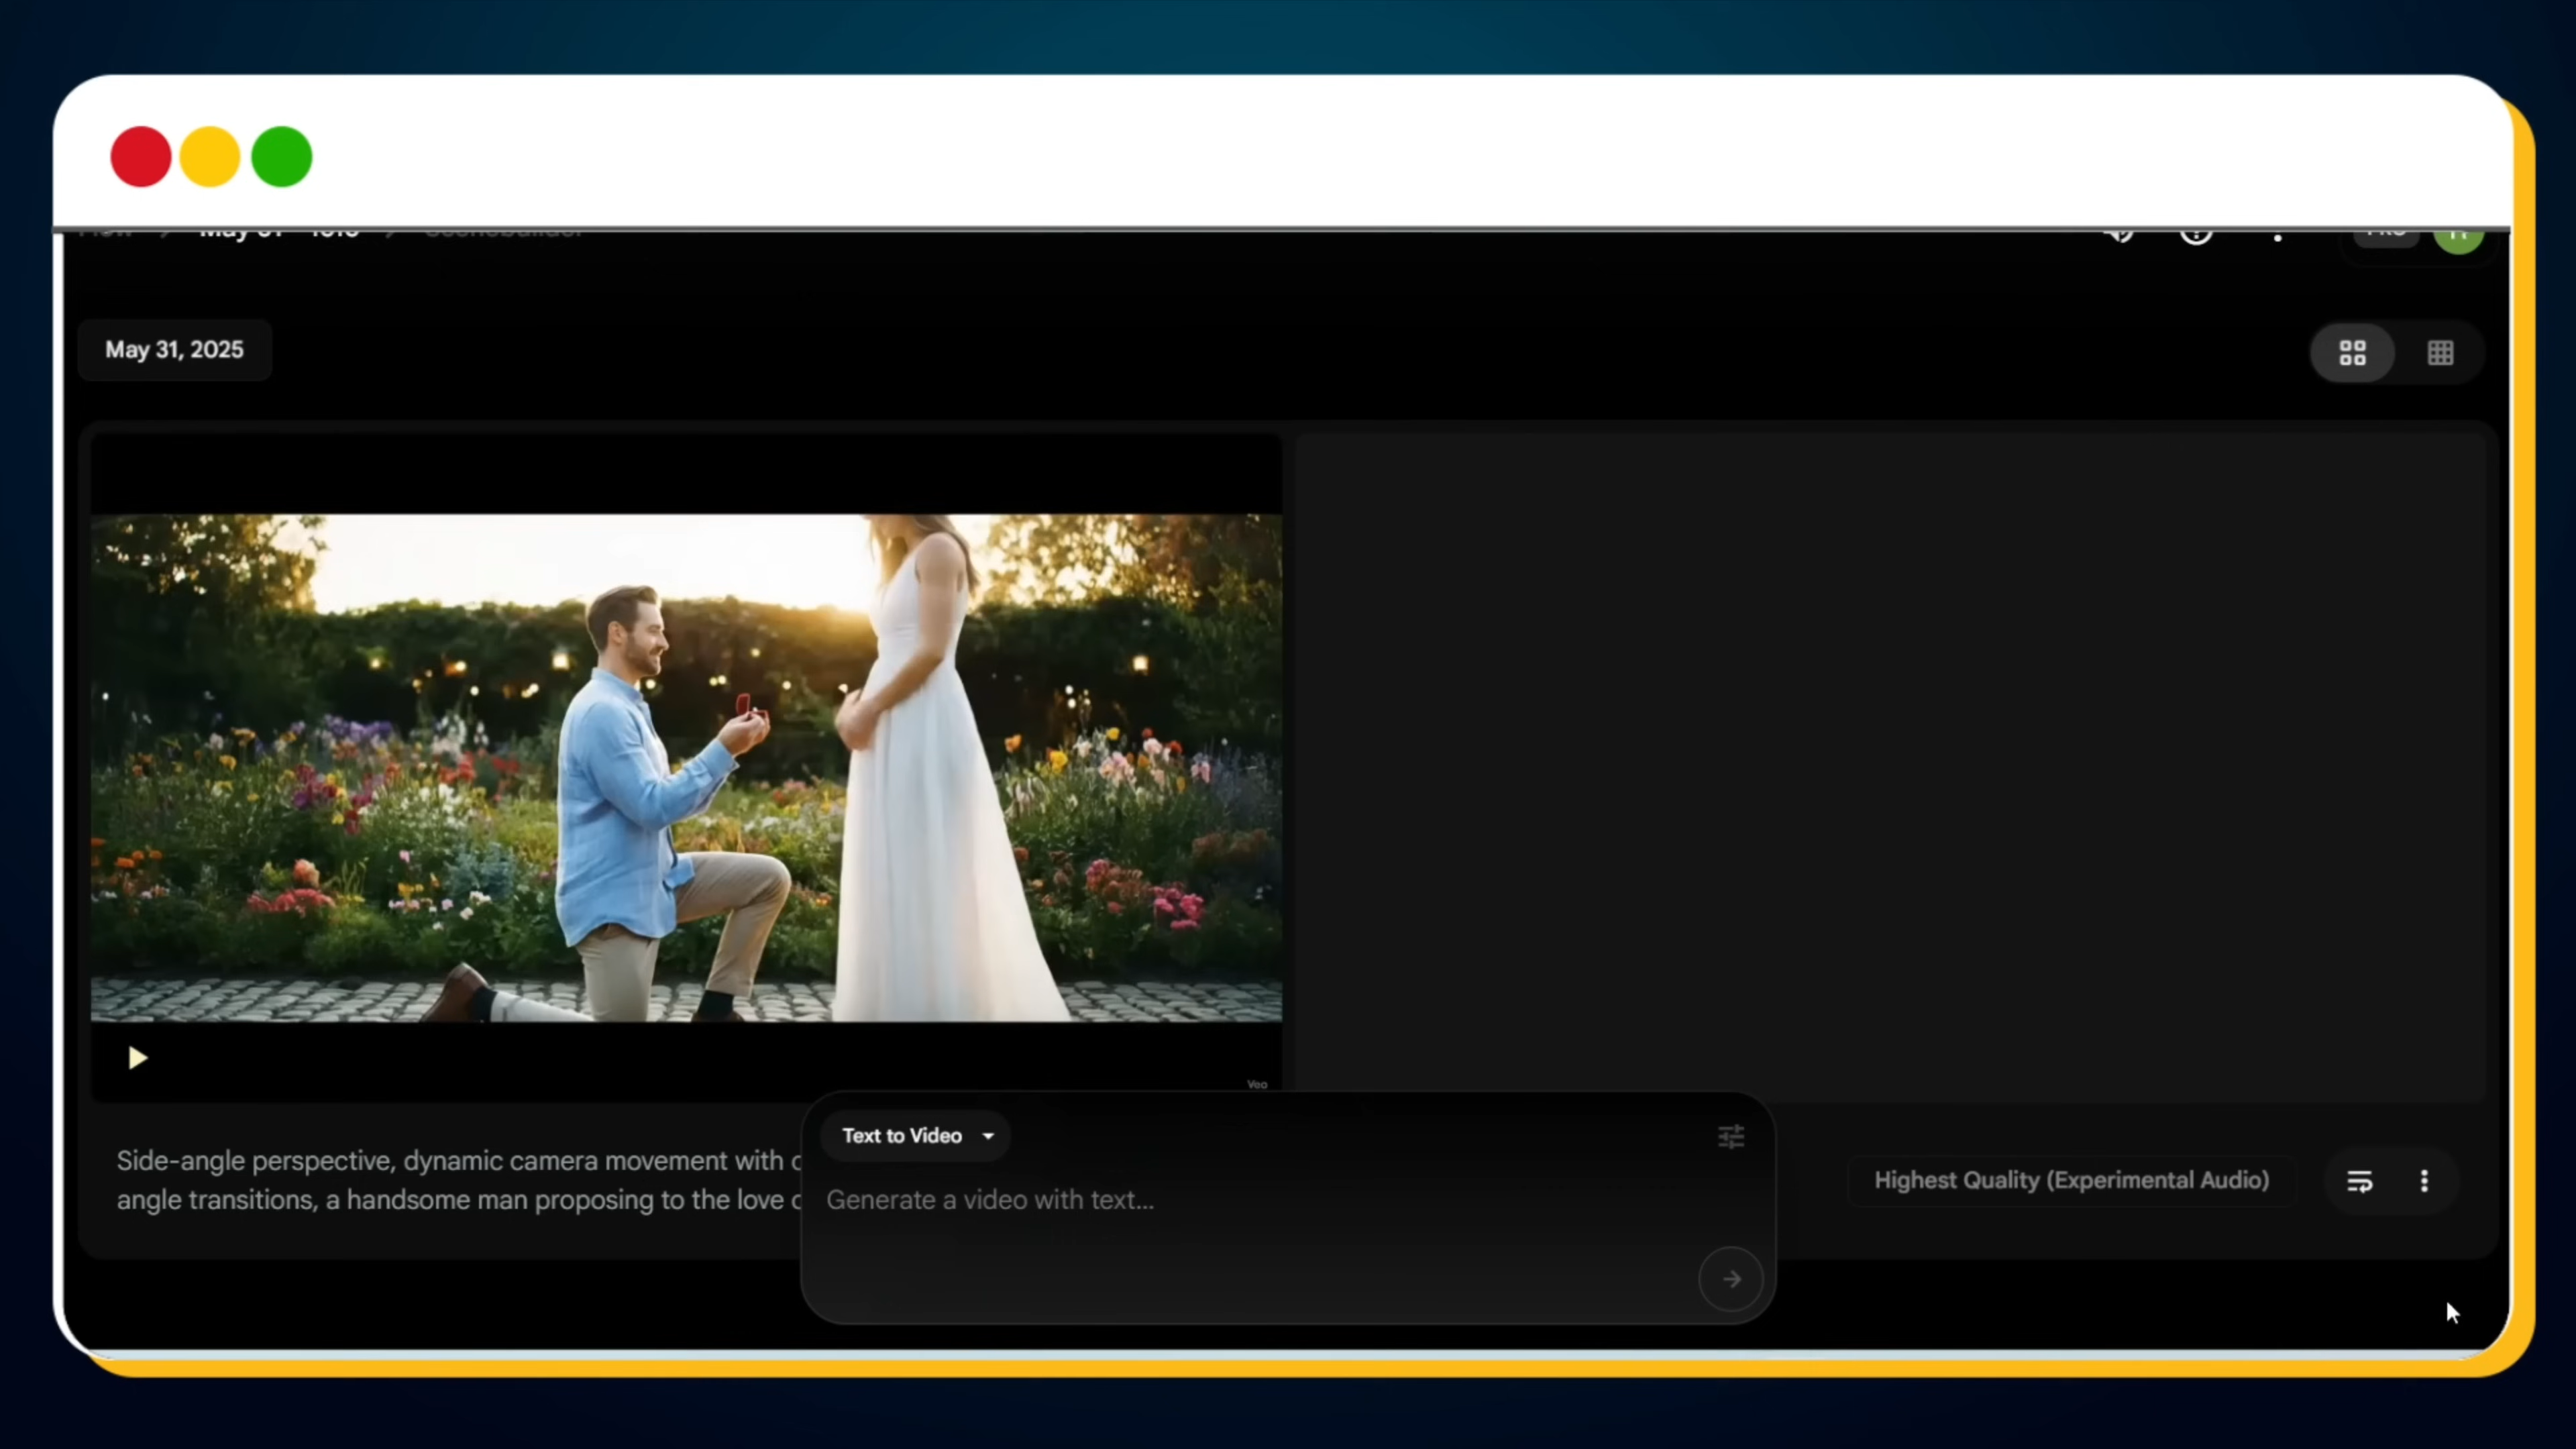 May 31, 2025
Veo
Side-angle perspective, dynamic camera movement with
angle transitions, a handsome man proposing to the love
Text to Video
Generate a video with text...
Highest Quality (Experimental Audio)